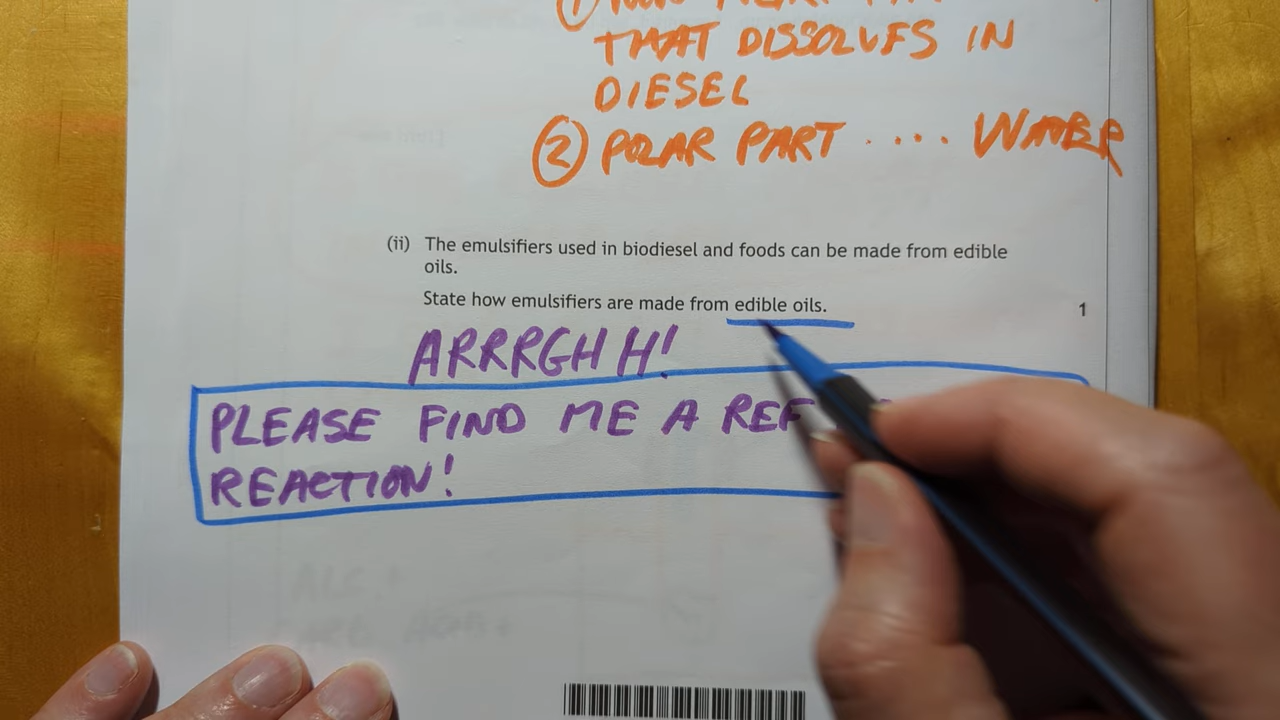 THAT DISSOLVES IN
DIESEL
② POLAR PART .... WATER
(ii) The emulsifiers used in biodiesel and foods can be made from edible
oils.
State how emulsifiers are made from edible oils.
1
ARRRGHH!
PLEASE FIND ME A REF
REACTION!